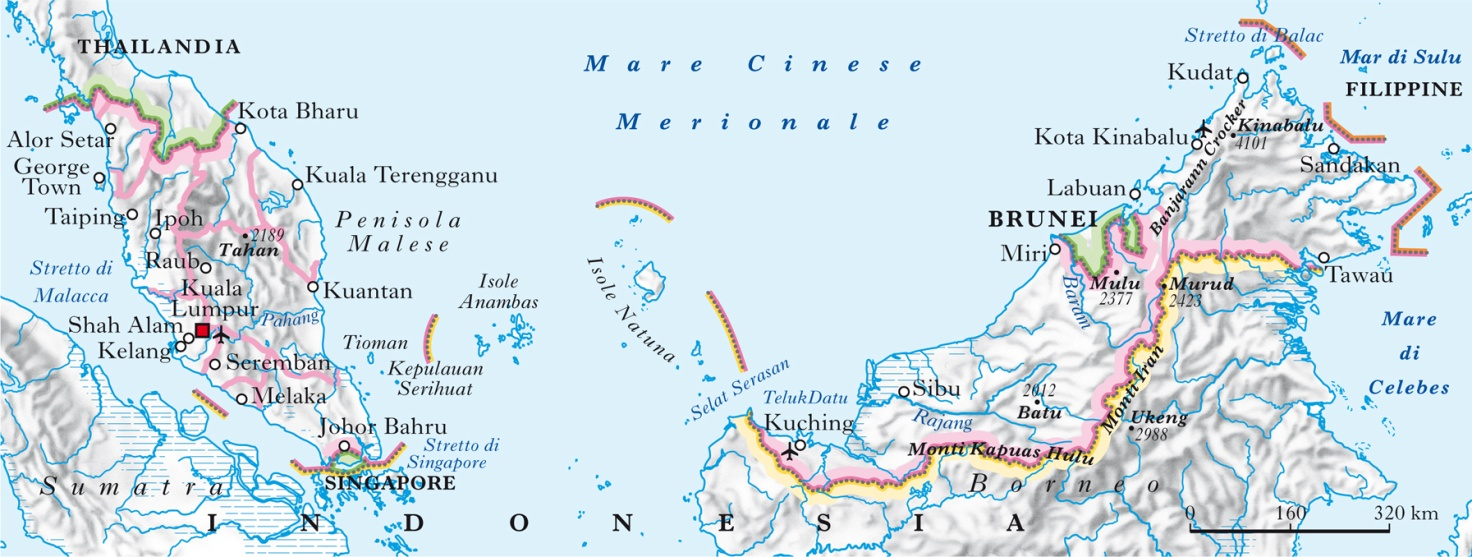 THAILANDIA
Kota Bharu
Alor Setar
George
Town
Kuala Terengganu
Taiping
Ipoh
Penisola
Malese
2189
Tahan
Raub
Stretto di
Malacca
Kuala
Lumpur
Kuantan
Shah Alam
Pahang
Kelang
Tioman
Isole
Anambas
Kepulauan
Serihuat
Seremban
Melaka
Johor Bahru
Stretto di
Singapore
SINGAPORE
Sumatra
INDONESIA
Mare Cinese
Merionale
Isole Natuna
Selat Serasan
TelukDatu
Kuching
Sibu
Rajang
2012
Batu
Monti Kapuas Hulu
Monti Iran
Ukeng
2988
Borneo
Stretto di Balac
Mar di Sulu
FILIPPINE
Kudat
Kota Kinabalu
Kinabalu
4101
Banjarann Crocker
Sandakan
Labuan
BRUNEI
Miri
Baram
Mulu
2377
Murud
2423
Tawau
Mare
di
Celebes
0 160 320 km